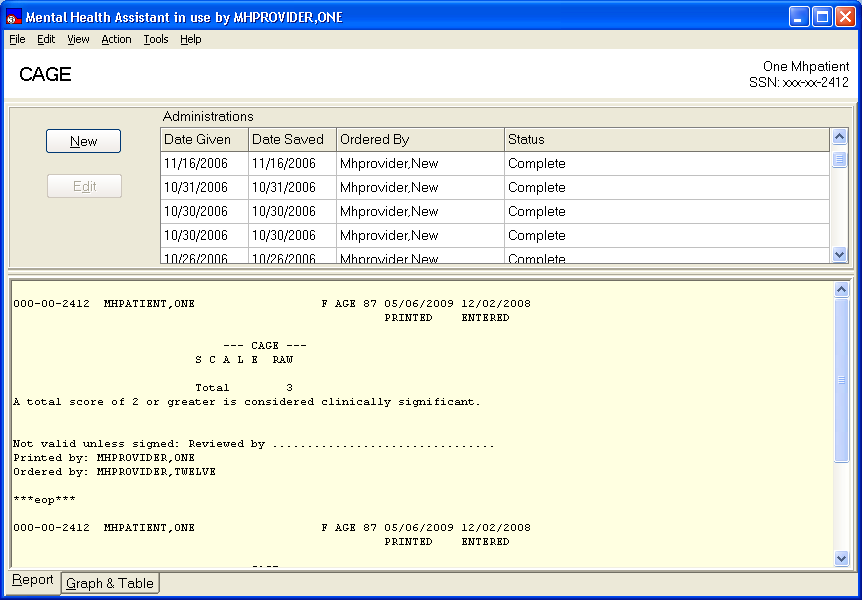 Mental Health Assistant in use by MHPROVIDER,ONE
File Edit View Action Tools Help
CAGE
One Mhpatient
SSN: xxx-xx-2412
Administrations
New
Edit
Date Given Date Saved Ordered By Status
11/16/2006 11/16/2006 Mhprovider,New Complete
10/31/2006 10/31/2006 Mhprovider,New Complete
10/30/2006 10/30/2006 Mhprovider,New Complete
10/30/2006 10/30/2006 Mhprovider,New Complete
10/26/2006 10/26/2006 Mhprovider,New Complete
000-00-2412 MHPATIENT,ONE F AGE 87 05/06/2009 12/02/2008
PRINTED ENTERED
--- CAGE ---
S C A L E RAW
Total 3
A total score of 2 or greater is considered clinically significant.
Not valid unless signed: Reviewed by ................................
Printed by: MHPROVIDER,ONE
Ordered by: MHPROVIDER,TWELVE
***eop***
000-00-2412 MHPATIENT,ONE F AGE 87 05/06/2009 12/02/2008
PRINTED ENTERED
Report Graph & Table